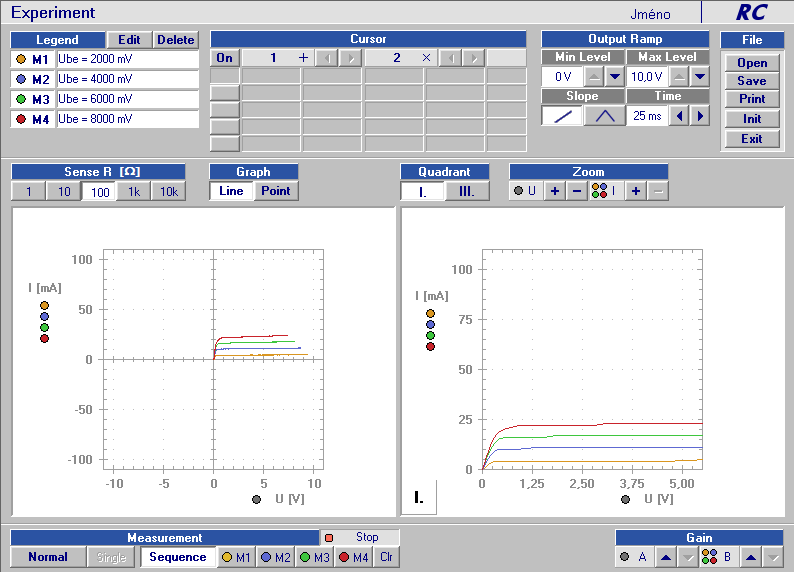 Experiment
Jméno
RC
Legend Edit Delete
M1 Ube = 2000 mV
M2 Ube = 4000 mV
M3 Ube = 6000 mV
M4 Ube = 8000 mV
Cursor
On 1 + 2 ×
Output Ramp
Min Level Max Level
0 V 10,0 V
Slope Time
25 ms
File
Open
Save
Print
Init
Exit
Sense R [Ω]
1 10 100 1k 10k
Graph
Line Point
Quadrant
I. III.
Zoom
U + − I + −
100
I [mA]
50
0
-50
-100
-10 -5 0 5 10
U [V]
100
I [mA]
75
50
25
0
0 1,25 2,50 3,75 5,00
I.
U [V]
Measurement
Stop
Normal Single Sequence M1 M2 M3 M4 Clr
Gain
A B